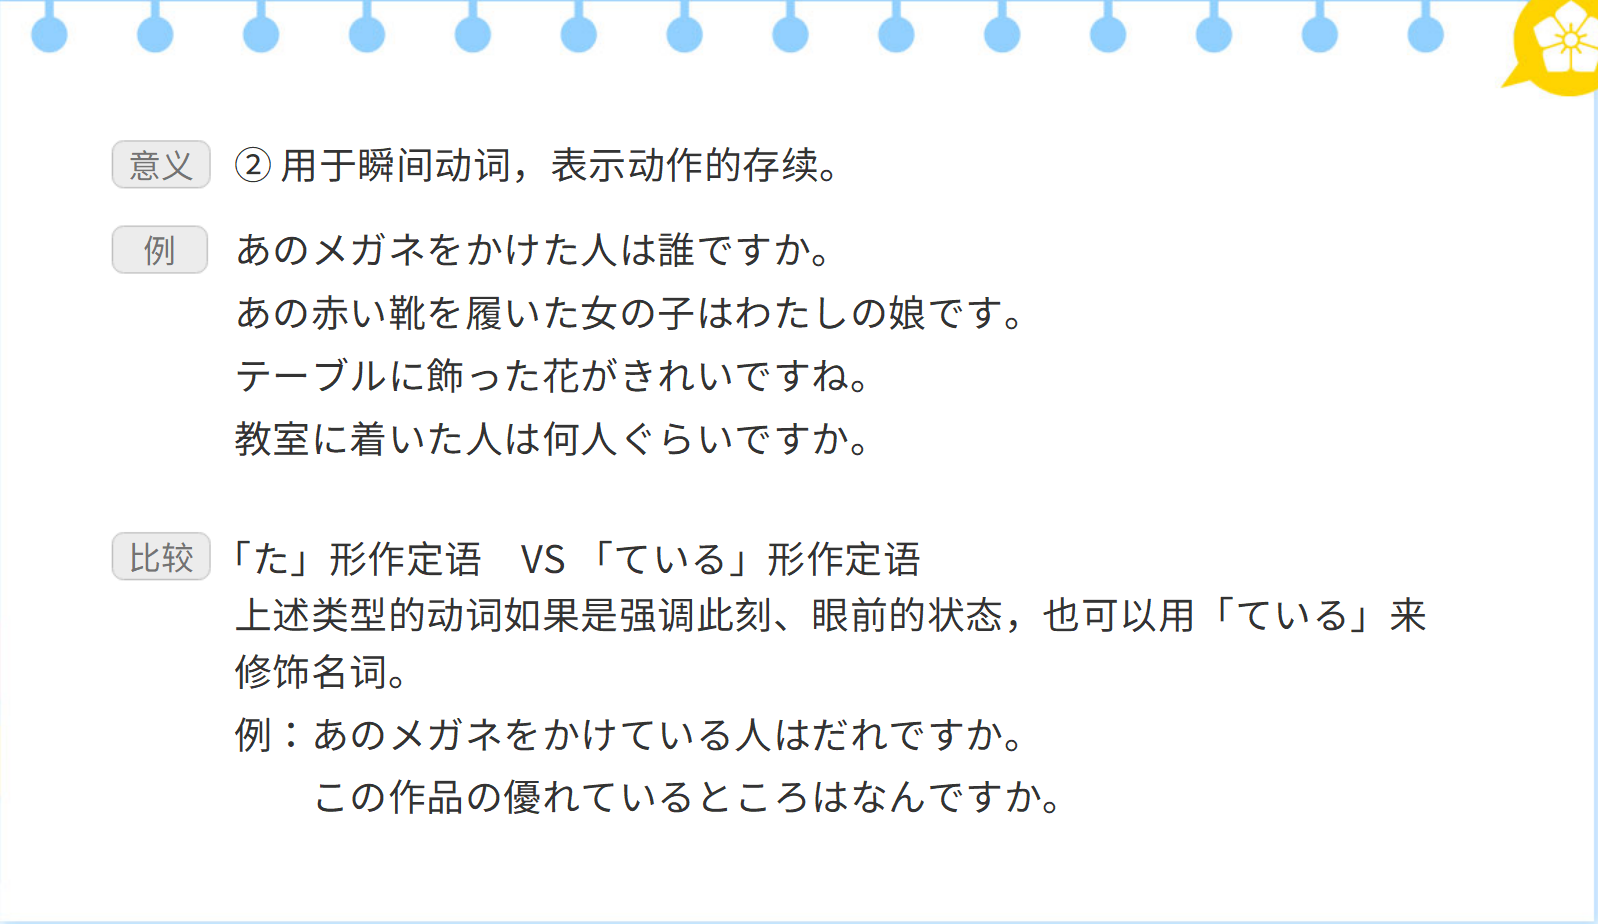 意义 ② 用于瞬间动词，表示动作的存续。
例 あのメガネをかけた人は誰ですか。
あの赤い靴を履いた女の子はわたしの娘です。
テーブルに飾った花がきれいですね。
教室に着いた人は何人ぐらいですか。
比较 「た」形作定语　VS 「ている」形作定语
上述类型的动词如果是强调此刻、眼前的状态，也可以用「ている」来
修饰名词。
例：あのメガネをかけている人はだれですか。
この作品の優れているところはなんですか。